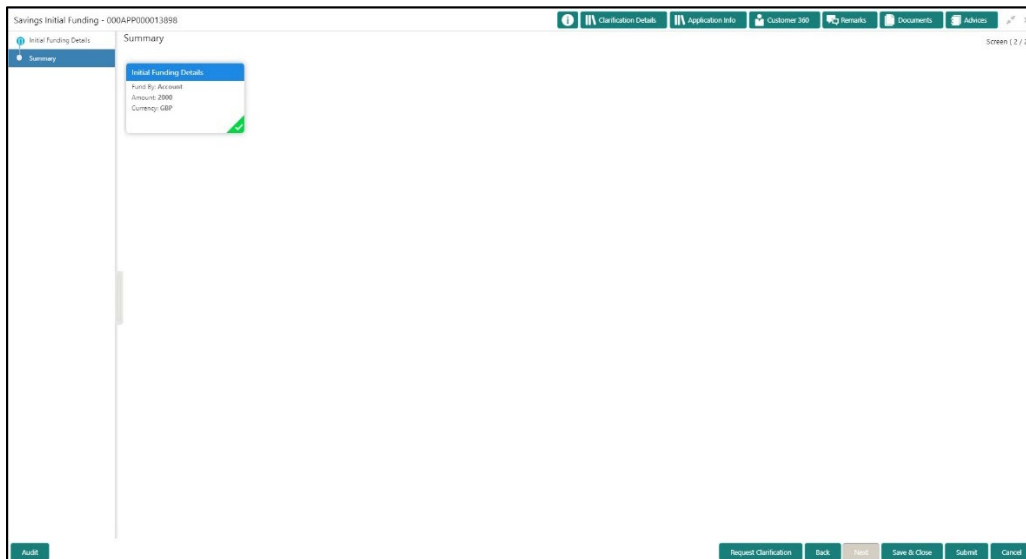 Savings Initial Funding - 000APP000013898
Clarification Details
Application Info
Customer 360
Remarks
Documents
Advices
Initial Funding Details
Summary
Summary
Screen ( 2 / 2
Initial Funding Details
Fund By: Account
Amount: 2000
Currency: GBP
Audit
Request Clarification
Back
Next
Save & Close
Submit
Cancel